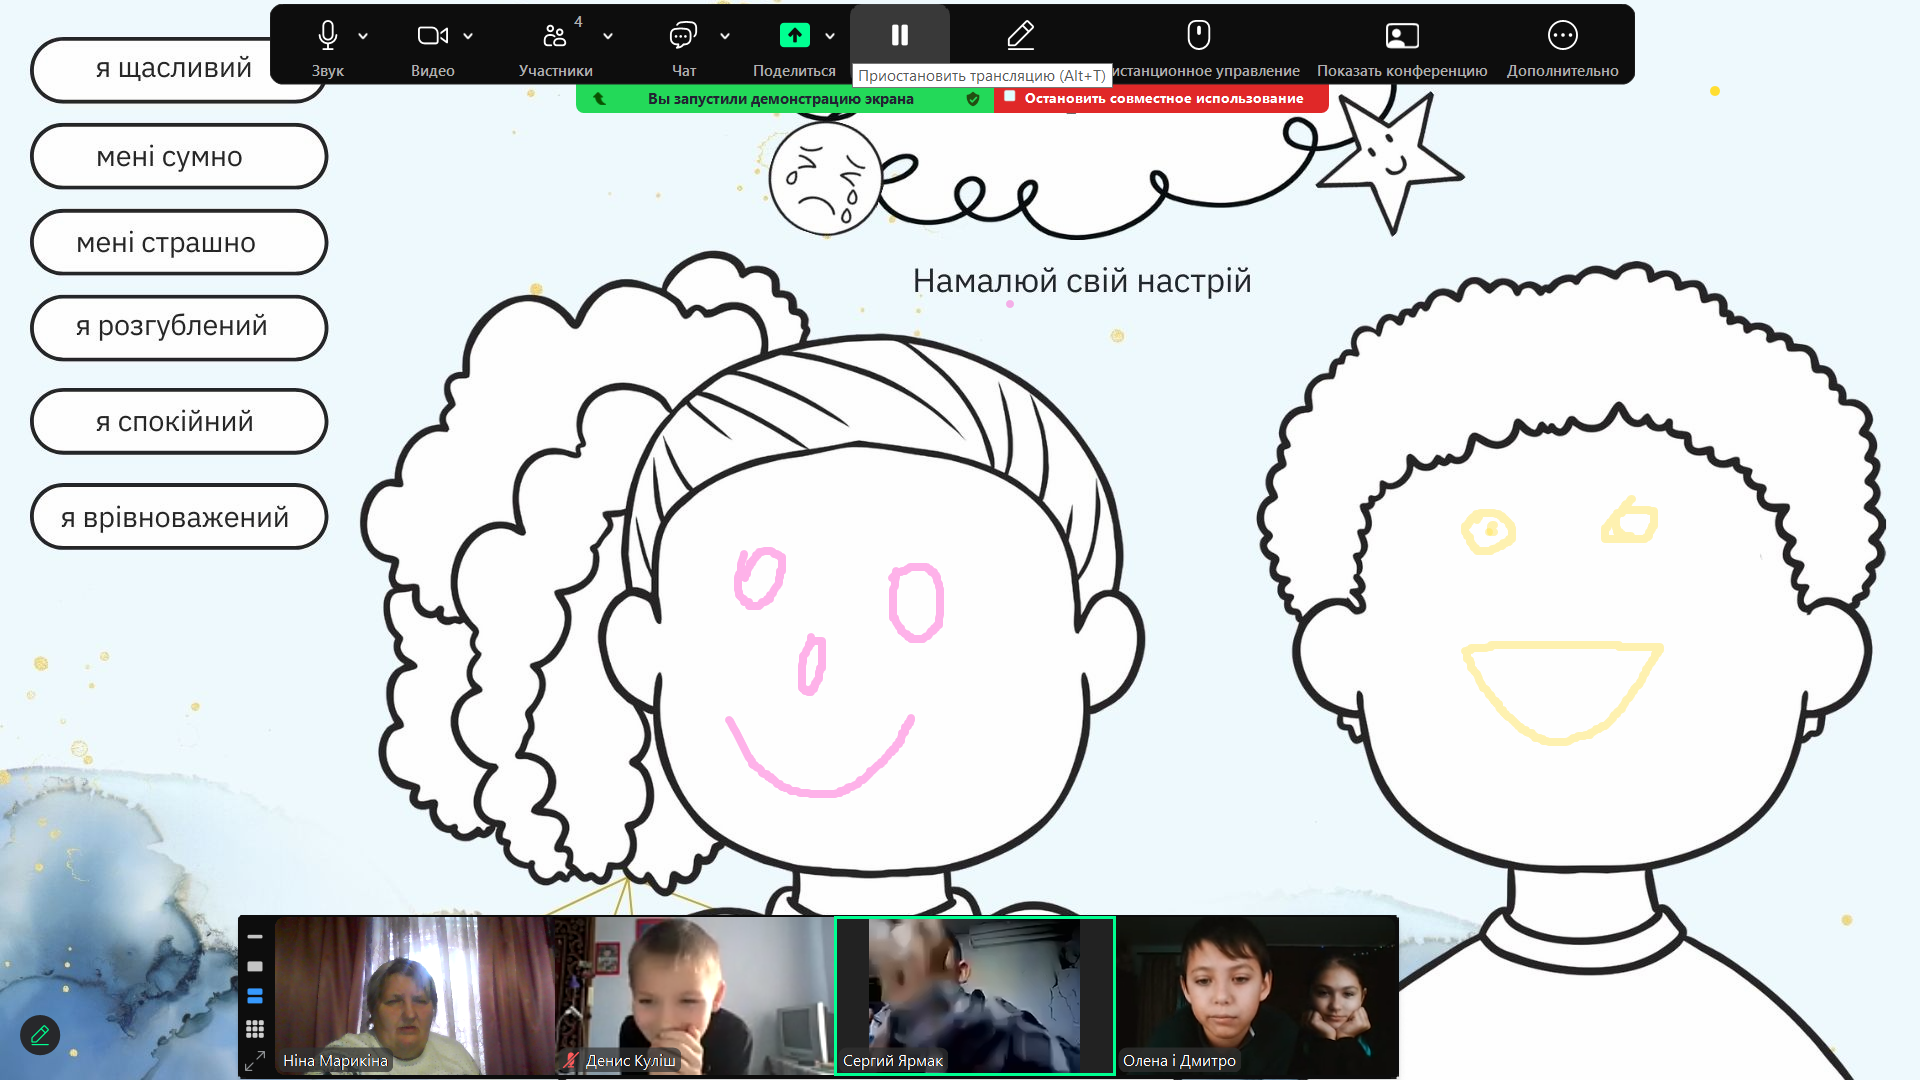 4
Звук
Видео
Участники
Чат
Поделиться
Приостановить трансляцию (Alt+T)
истанционное управление
Показать конференцию
Дополнительно
Вы запустили демонстрацию экрана
Остановить совместное использование
я щасливий
мені сумно
мені страшно
я розгублений
я спокійний
я врівноважений
Намалюй свій настрій
Ніна Марикіна
Денис Куліш
Сергий Ярмак
Олена і Дмитро